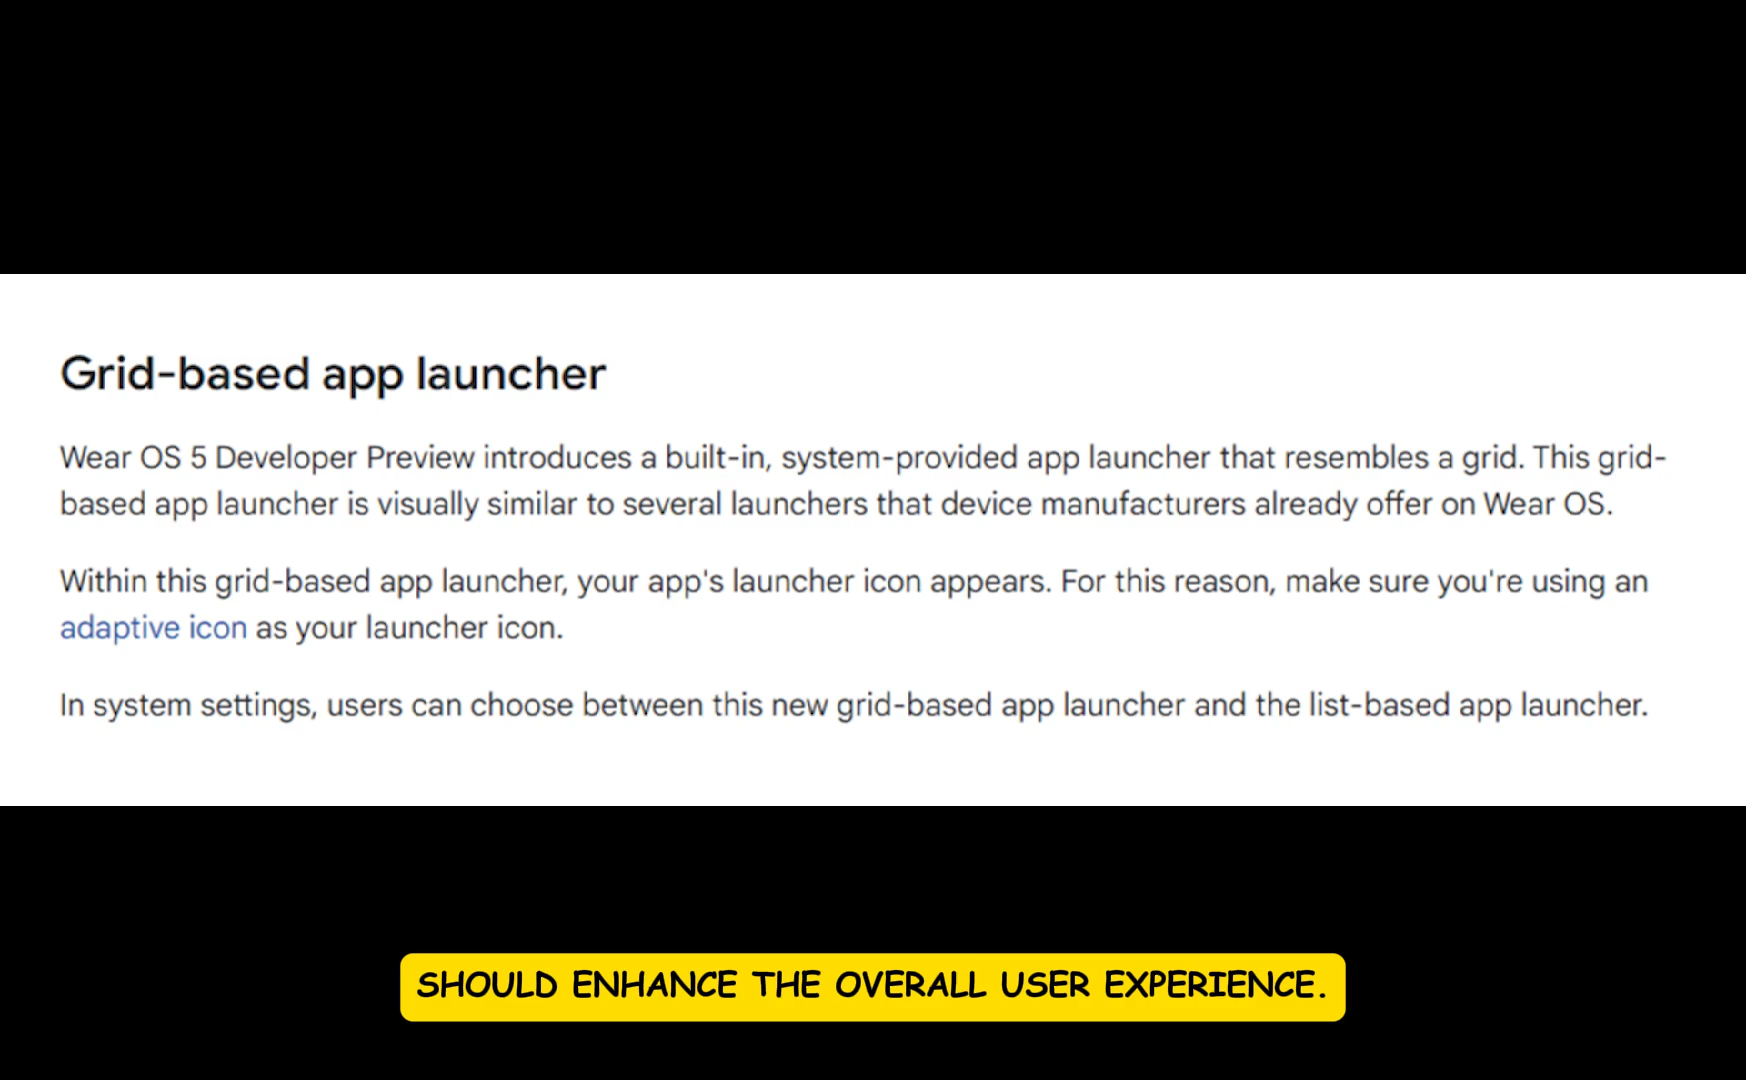 Grid-based app launcher
Wear OS 5 Developer Preview introduces a built-in, system-provided app launcher that resembles a grid. This grid-
based app launcher is visually similar to several launchers that device manufacturers already offer on Wear OS.
Within this grid-based app launcher, your app's launcher icon appears. For this reason, make sure you're using an
adaptive icon as your launcher icon.
In system settings, users can choose between this new grid-based app launcher and the list-based app launcher.
SHOULD ENHANCE THE OVERALL USER EXPERIENCE.